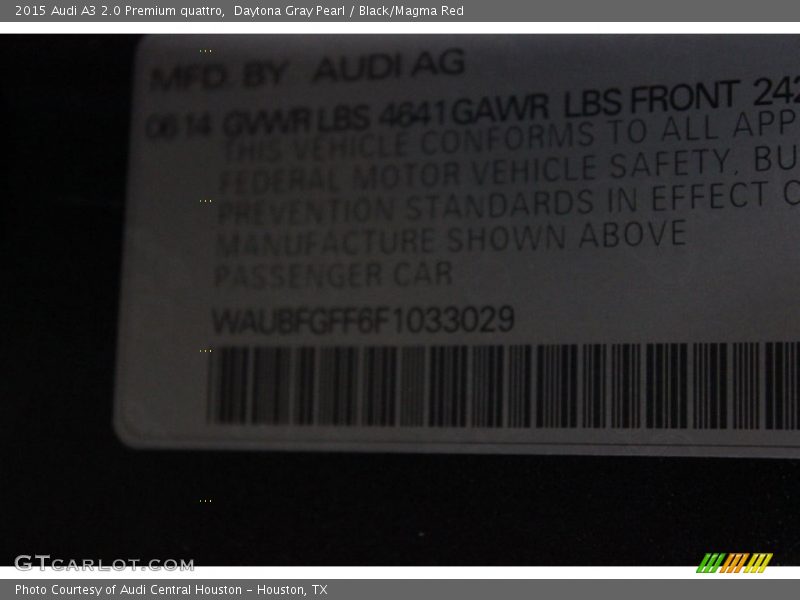 2015 Audi A3 2.0 Premium quattro,  Daytona Gray Pearl / Black/Magma Red
MFD. BY AUDI AG
06 14 GVWR LBS 4641 GAWR LBS FRONT 242
THIS VEHICLE CONFORMS TO ALL APP
FEDERAL MOTOR VEHICLE SAFETY, BU
PREVENTION STANDARDS IN EFFECT O
MANUFACTURE SHOWN ABOVE
PASSENGER CAR
WAUBFGFF6F1033029
GTCARLOT.COM
Photo Courtesy of Audi Central Houston - Houston, TX